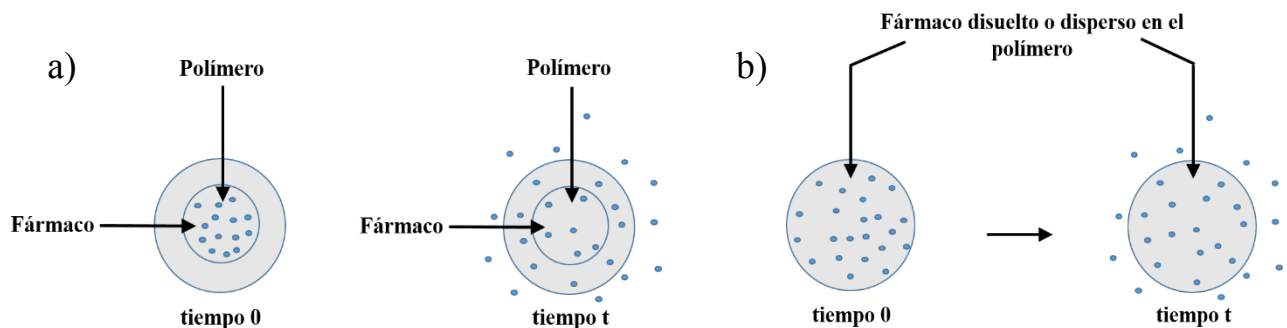 a)
Polímero
Fármaco
tiempo 0
Polímero
Fármaco
tiempo t
b)
Fármaco disuelto o disperso en el
polímero
tiempo 0
tiempo t